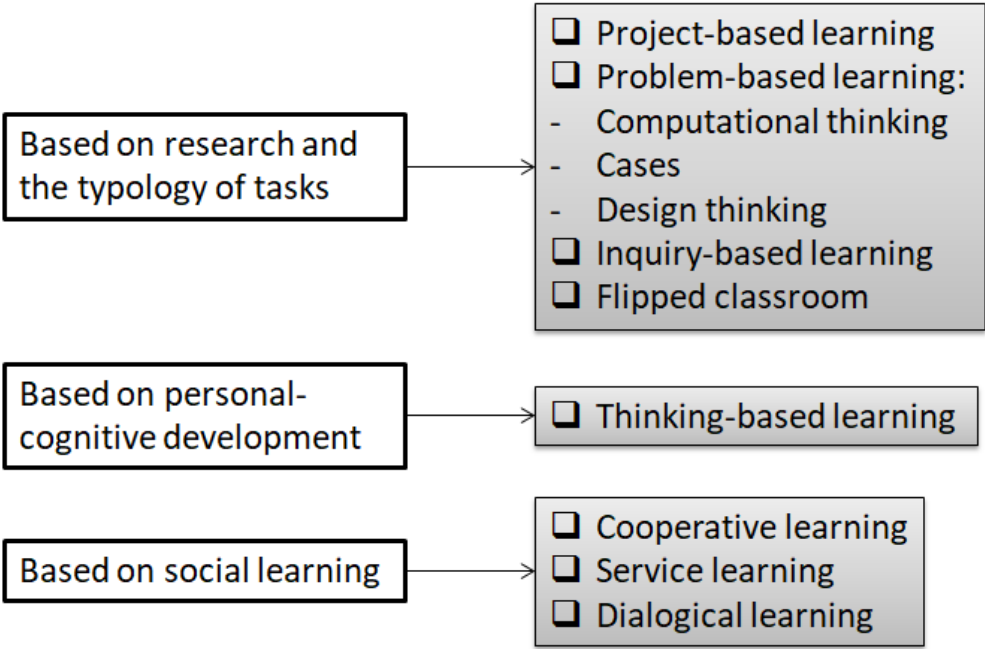 Based on research and
the typology of tasks
❑ Project-based learning
❑ Problem-based learning:
- Computational thinking
- Cases
- Design thinking
❑ Inquiry-based learning
❑ Flipped classroom
Based on personal-
cognitive development
❑ Thinking-based learning
Based on social learning
❑ Cooperative learning
❑ Service learning
❑ Dialogical learning